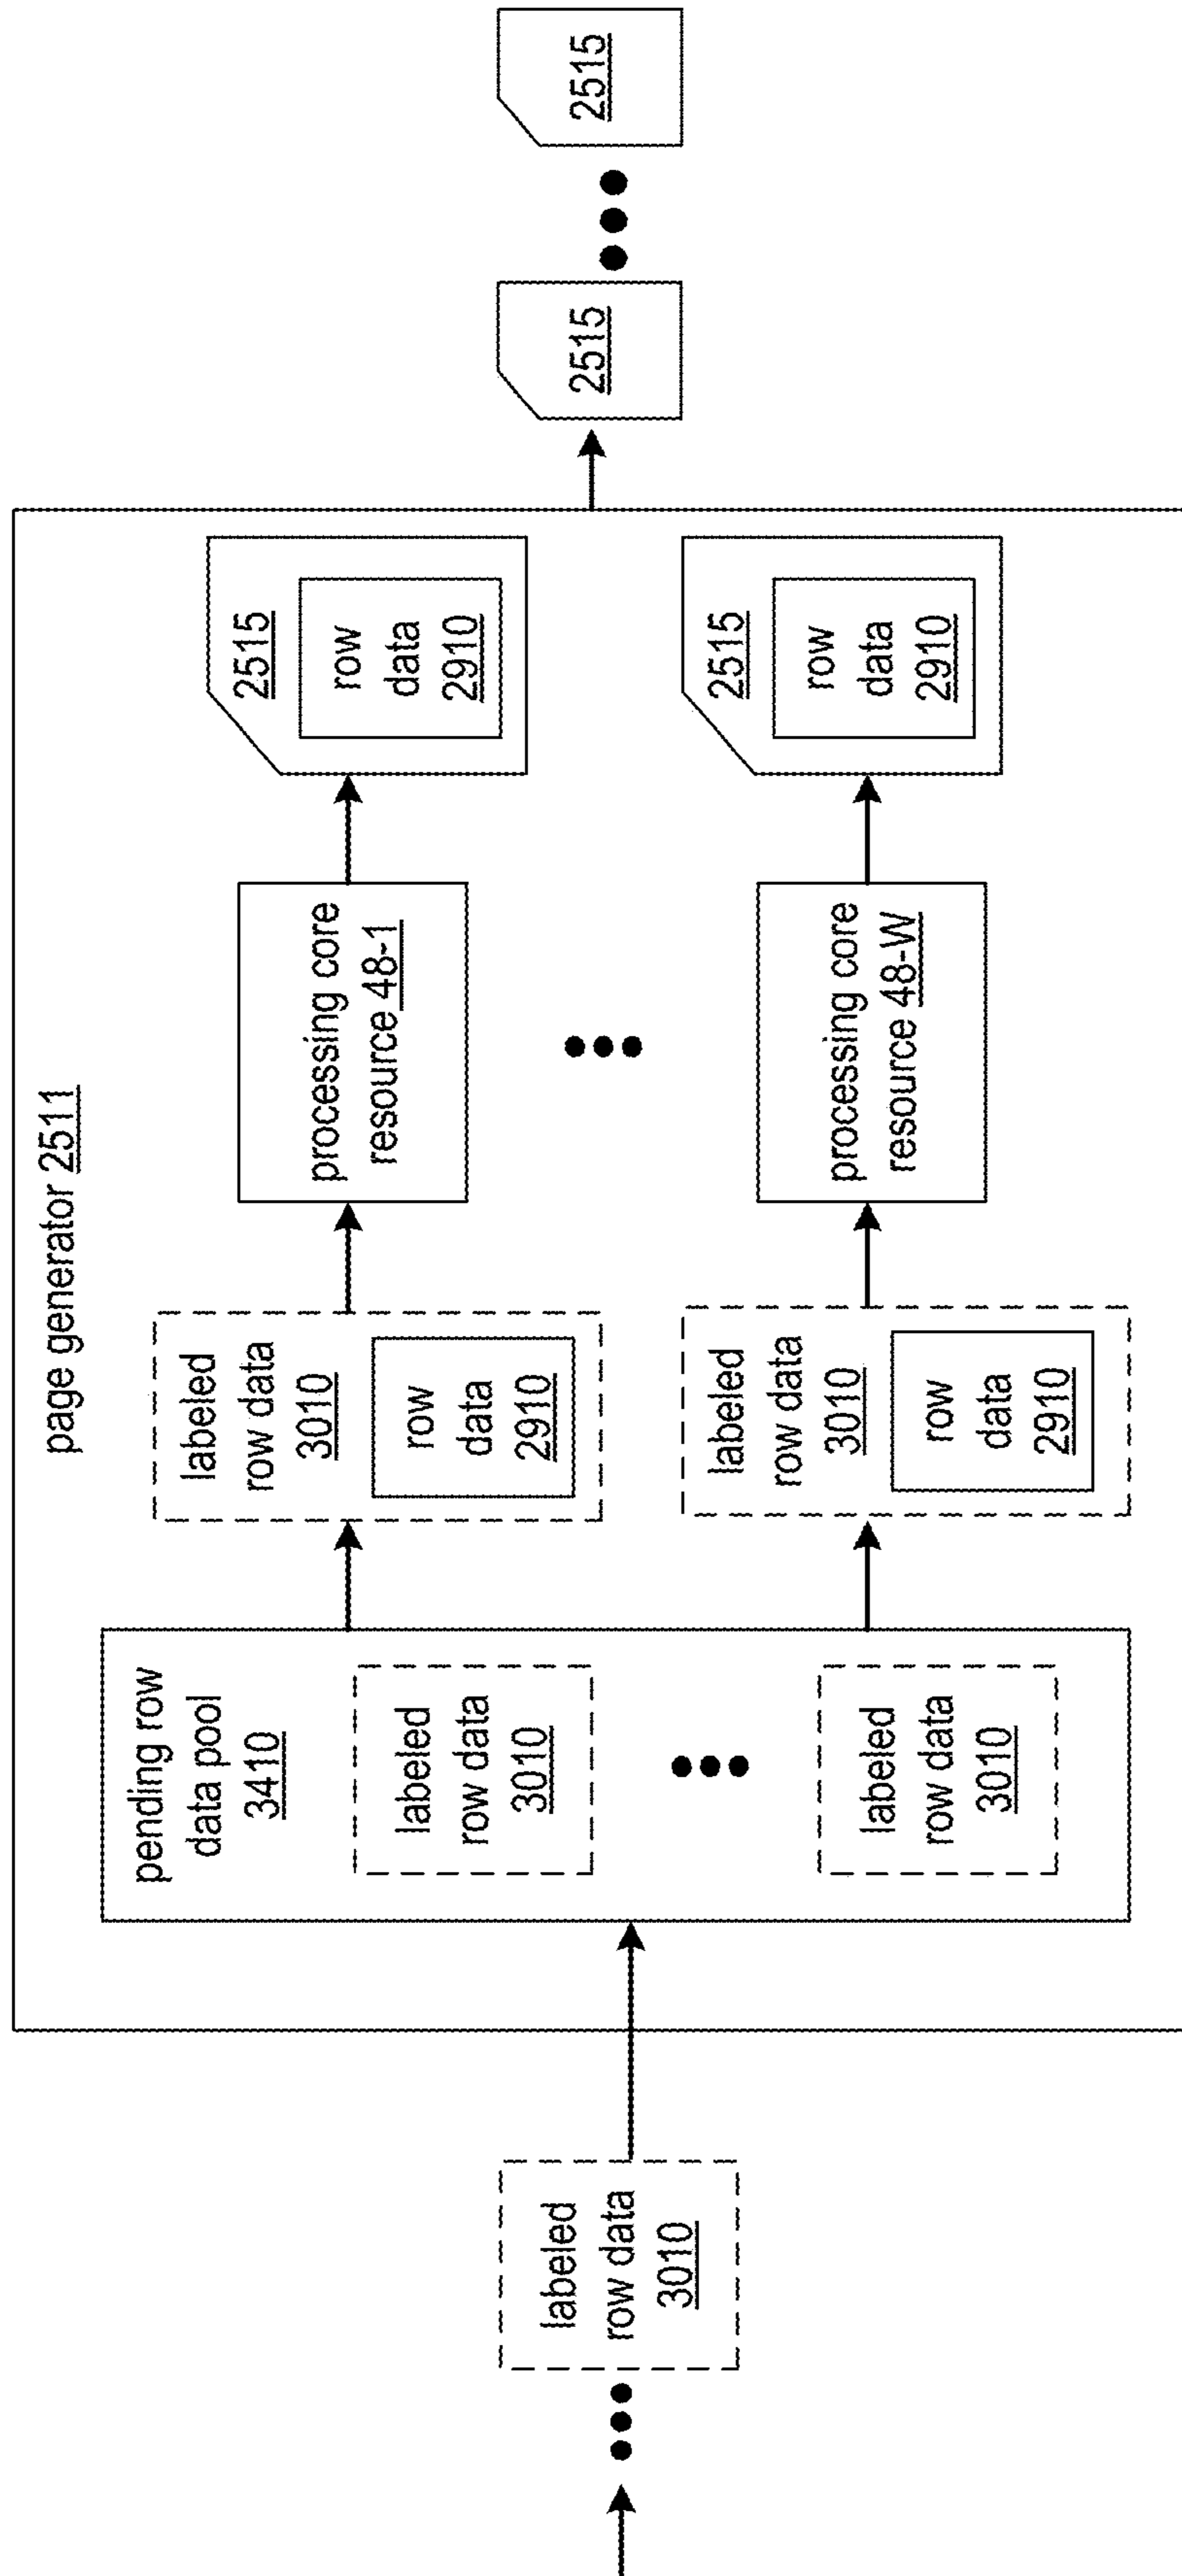 page generator 2511
labeled
row data
3010
pending row
data pool
3410
labeled
row data
3010
labeled
row data
3010
labeled
row data
3010
row
data
2910
processing core
resource 48-1
2515
row
data
2910
labeled
row data
3010
row
data
2910
processing core
resource 48-W
2515
row
data
2910
2515
2515